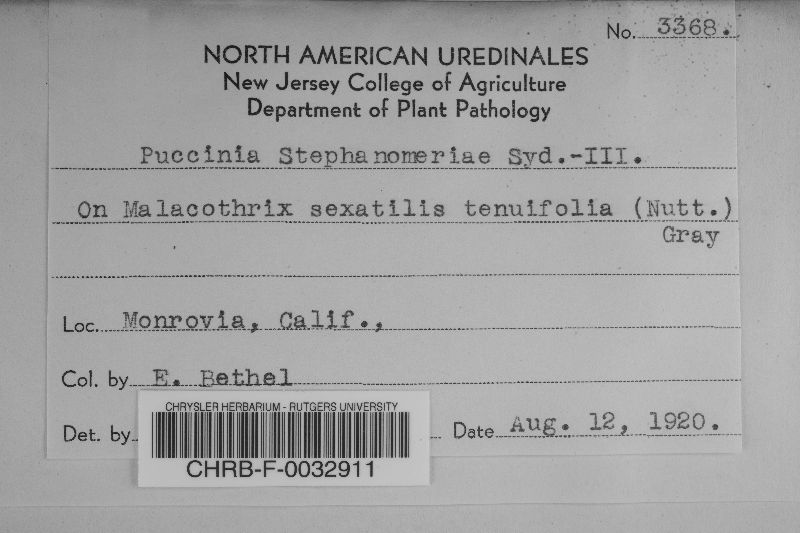 No. 3368.
NORTH AMERICAN UREDINALES
New Jersey College of Agriculture
Department of Plant Pathology
Puccinia Stephanomeriae Syd.-III.
On Malacothrix sexatilis tenuifolia (Nutt.)
Gray
Loc. Monrovia, Calif.,
Col. by E. Bethel
Det. by
Date Aug. 12, 1920.
CHRYSLER HERBARIUM - RUTGERS UNIVERSITY
CHRB-F-0032911